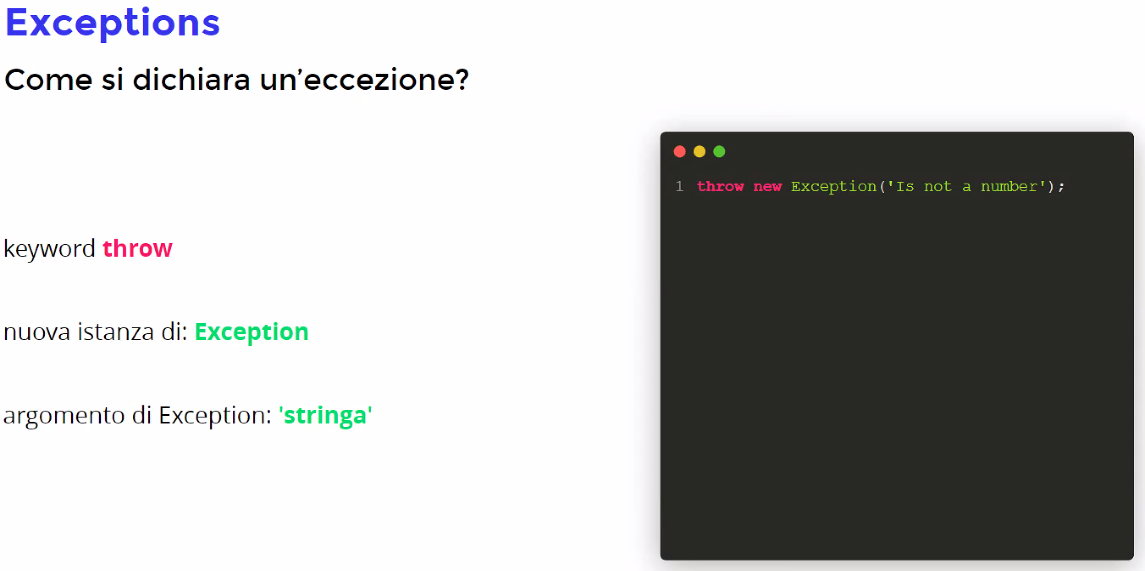 Exceptions
Come si dichiara un’eccezione?
keyword throw
nuova istanza di: Exception
argomento di Exception: 'stringa'
1 throw new Exception('Is not a number');